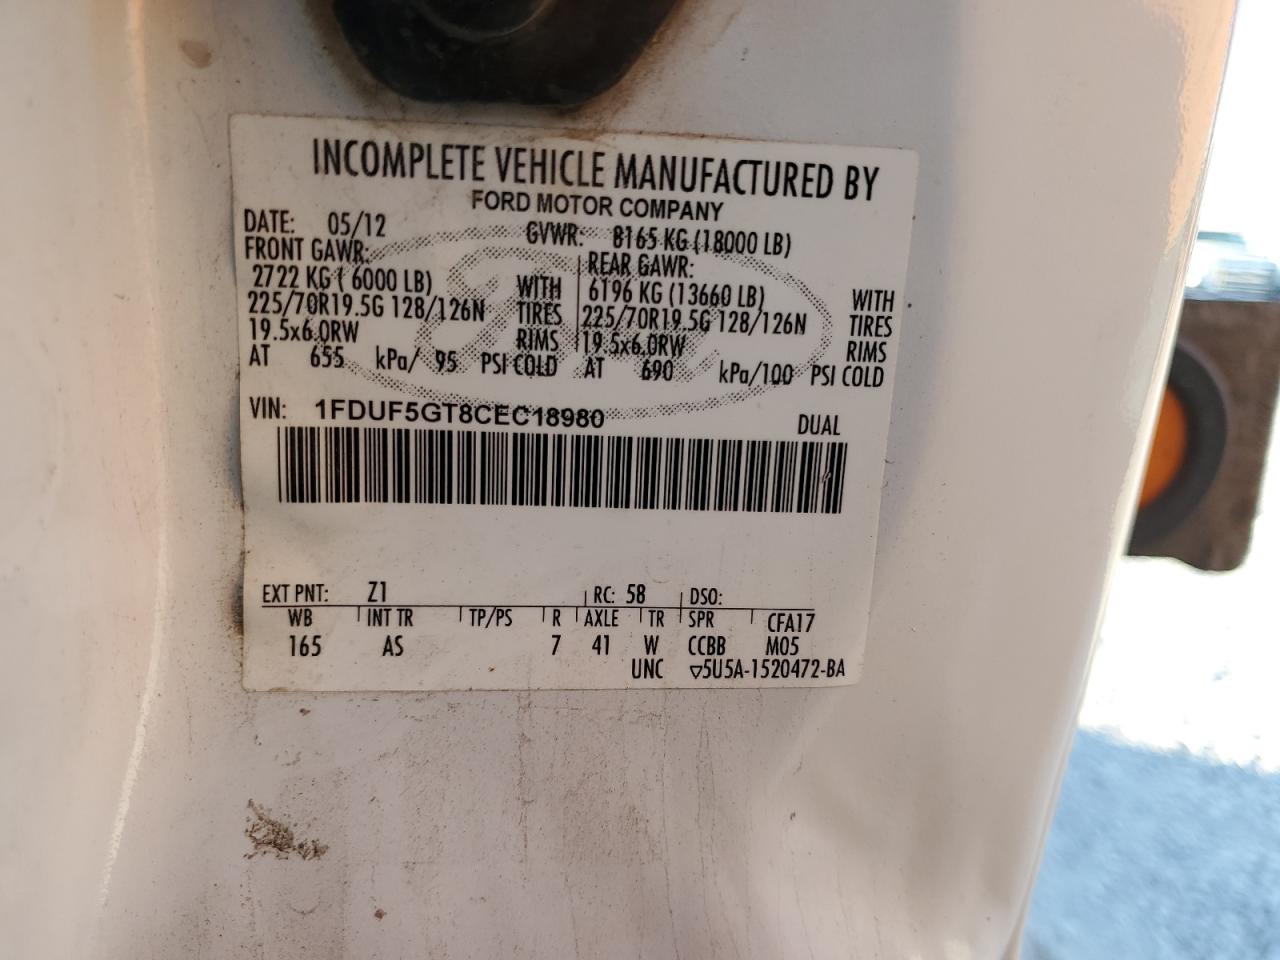 INCOMPLETE VEHICLE MANUFACTURED BY
FORD MOTOR COMPANY
DATE: 05/12 GVWR: 8165 KG (18000 LB)
FRONT GAWR: REAR GAWR:
2722 KG ( 6000 LB) WITH 6196 KG (13660 LB) WITH
225/70R19.5G 128/126N TIRES 225/70R19.5G 128/126N TIRES
19.5x6.0RW RIMS 19.5x6.0RW RIMS
AT 655 kPa/ 95 PSI COLD AT 690 kPa/100 PSI COLD
VIN: 1FDUF5GT8CEC18980 DUAL
EXT PNT: Z1 RC: 58 DSO:
WB INT TR TP/PS R AXLE TR SPR CFA17
165 AS 7 41 W CCBB M05
UNC ▽5U5A-1520472-BA